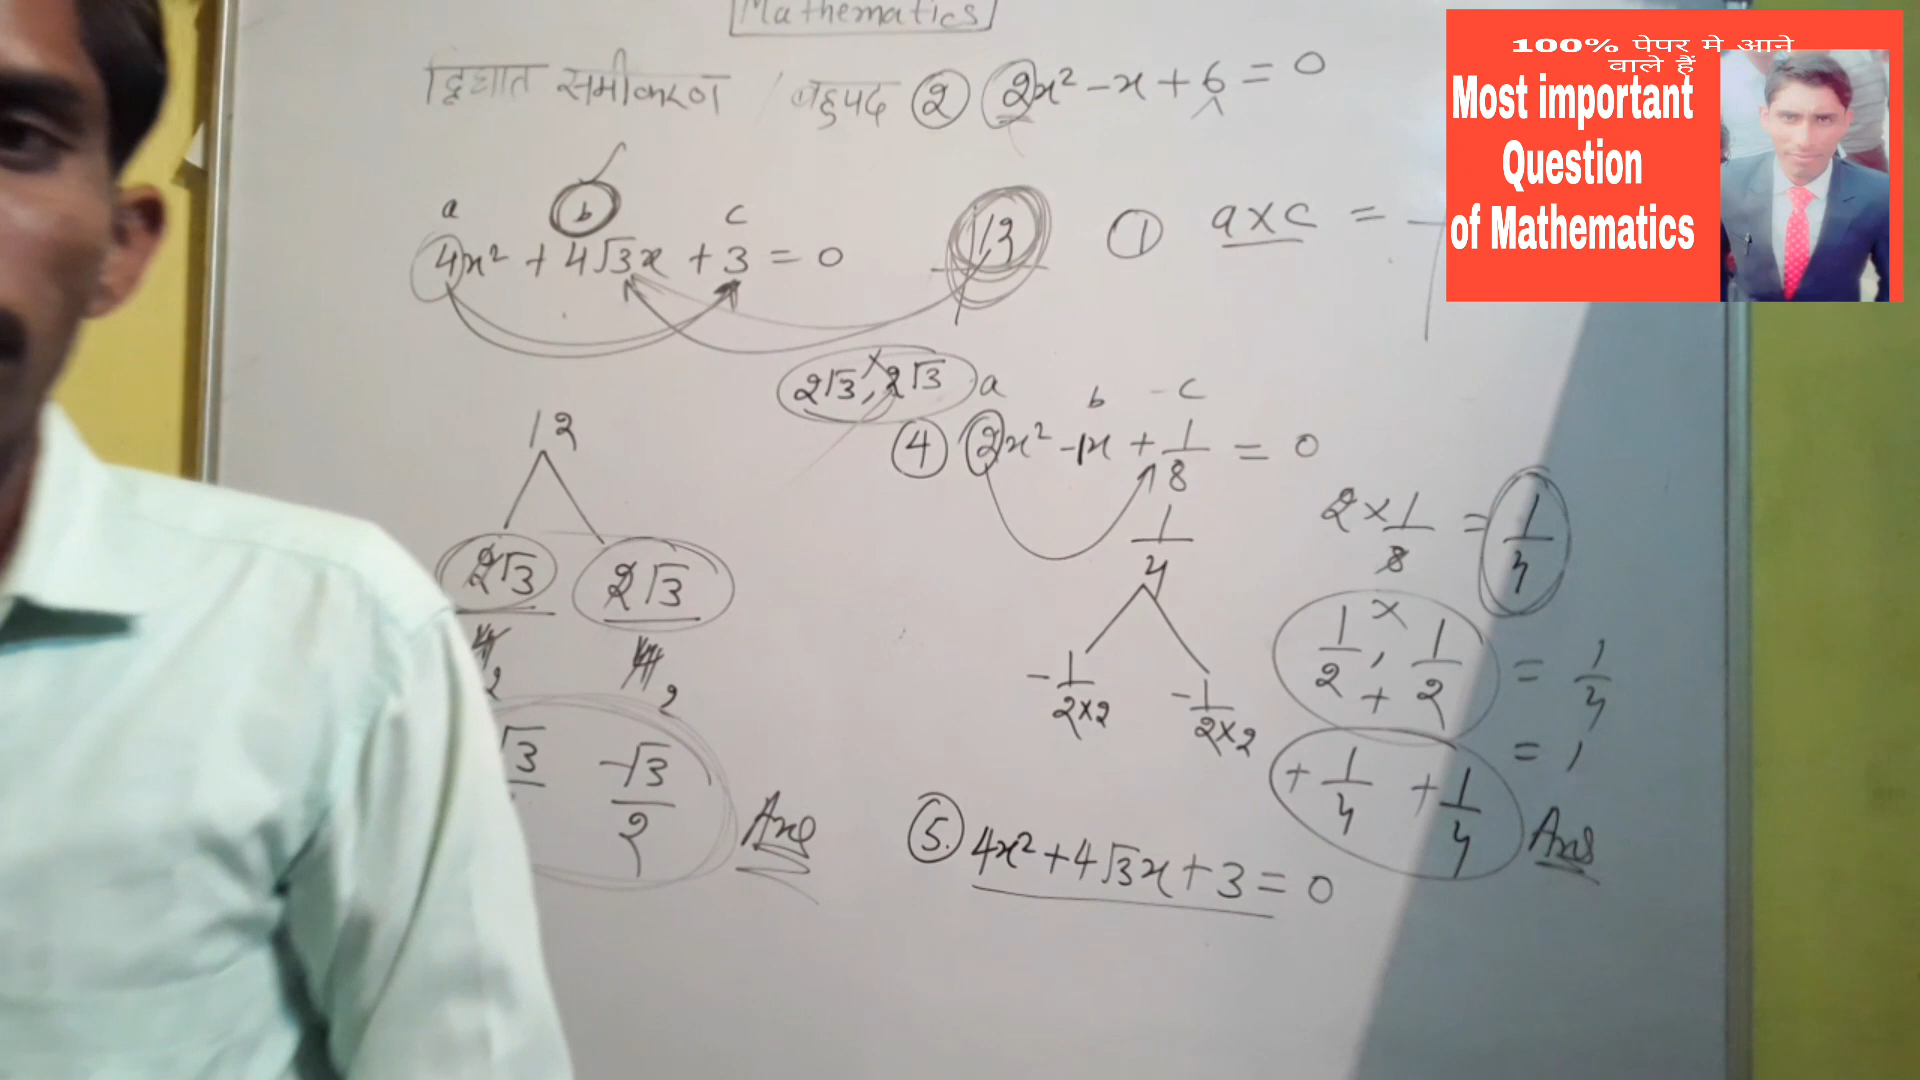 Mathematics
द्विघात समीकरण / बहुपद
② 2x² - x + 6 = 0
a b c
4x² + 4√3x + 3 = 0
13
① a×c =
2√3, × 2√3
12
2√3 2√3
2 2
√3 -√3
2
Ans
a b - c
④ 2x² - 1x + 1/8 = 0
1/4
-1/2×2 -1/2×2
2 × 1/8 = 1/4
×
1/2, 1/2 = 1/4
+
= 1
+1/4 +1/4 Ans
⑤. 4x² + 4√3x + 3 = 0
100% पेपर मे आने
वाले हैं
Most important
Question
of Mathematics